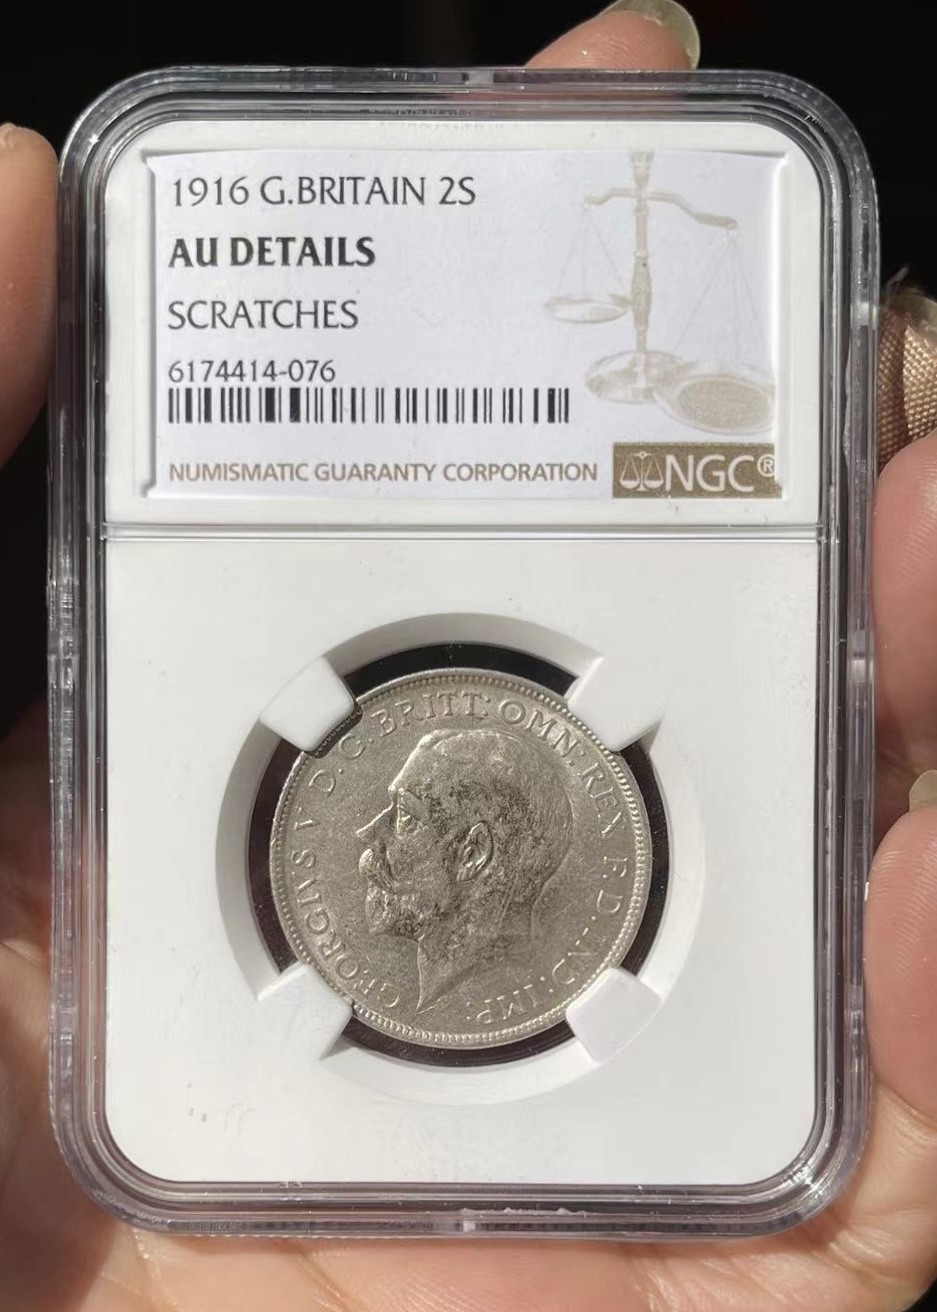 1916 G.BRITAIN 2S
AU DETAILS
SCRATCHES
6174414-076
NUMISMATIC GUARANTY CORPORATION
NGC®
GEORGIVS V D.G.BRITT:OMN:REX F.D.IND:IMP: